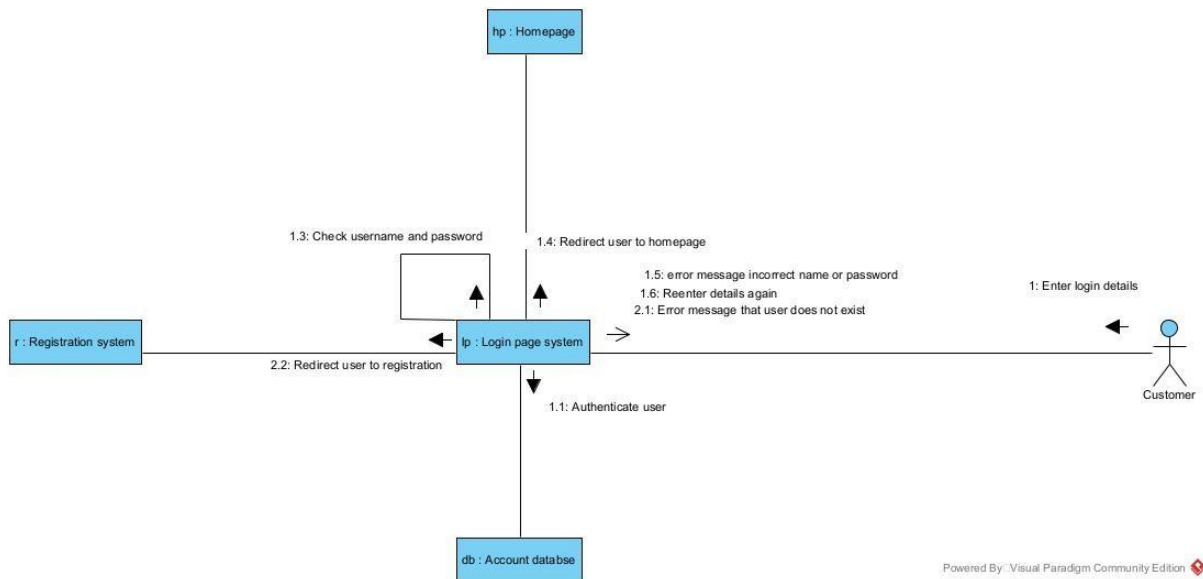 hp : Homepage
1.3: Check username and password
1.4: Redirect user to homepage
1.5: error message incorrect name or password
1.6: Reenter details again
2.1: Error message that user does not exist
1: Enter login details
r : Registration system
lp : Login page system
2.2: Redirect user to registration
Customer
1.1: Authenticate user
db : Account databse
Powered By Visual Paradigm Community Edition